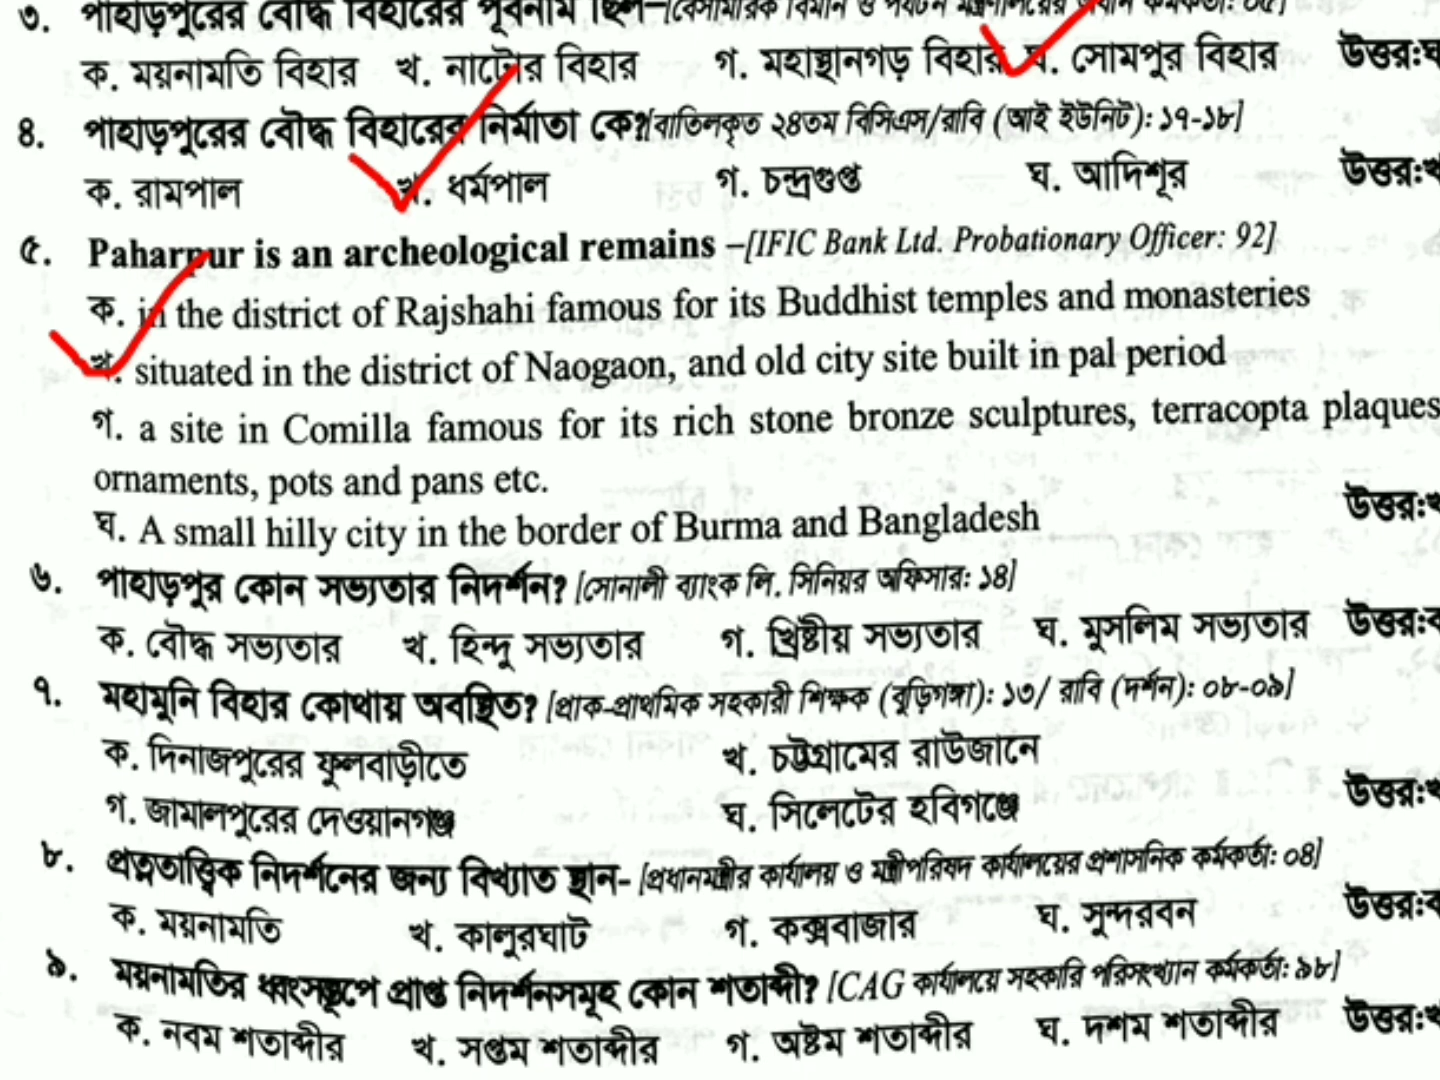 ৩. পাহাড়পুরের বৌদ্ধ বিহারের পূর্বনাম ছিল–[বেসামরিক বিমান ও পর্যটন মন্ত্রণালয়ের কর্মকর্তা: ০৫]
ক. ময়নামতি বিহার খ. নাটোর বিহার গ. মহাস্থানগড় বিহার ঘ. সোমপুর বিহার উত্তর:ঘ
৪. পাহাড়পুরের বৌদ্ধ বিহারের নির্মাতা কে?[বাতিলকৃত ২৪তম বিসিএস/রাবি (আই ইউনিট): ১৭-১৮]
ক. রামপাল খ. ধর্মপাল গ. চন্দ্রগুপ্ত ঘ. আদিশূর উত্তর:খ
৫. Paharpur is an archeological remains –[IFIC Bank Ltd. Probationary Officer: 92]
ক. in the district of Rajshahi famous for its Buddhist temples and monasteries
খ. situated in the district of Naogaon, and old city site built in pal period
গ. a site in Comilla famous for its rich stone bronze sculptures, terracopta plaques
ornaments, pots and pans etc.
ঘ. A small hilly city in the border of Burma and Bangladesh উত্তর:খ
৬. পাহাড়পুর কোন সভ্যতার নিদর্শন? [সোনালী ব্যাংক লি. সিনিয়র অফিসার: ১৪]
ক. বৌদ্ধ সভ্যতার খ. হিন্দু সভ্যতার গ. খ্রিষ্টীয় সভ্যতার ঘ. মুসলিম সভ্যতার উত্তর:ক
৭. মহামুনি বিহার কোথায় অবস্থিত? [প্রাক-প্রাথমিক সহকারী শিক্ষক (বুড়িগঙ্গা): ১৩/ রাবি (দর্শন): ০৮-০৯]
ক. দিনাজপুরের ফুলবাড়ীতে খ. চট্টগ্রামের রাউজানে
গ. জামালপুরের দেওয়ানগঞ্জ ঘ. সিলেটের হবিগঞ্জে উত্তর:খ
৮. প্রত্নতাত্ত্বিক নিদর্শনের জন্য বিখ্যাত স্থান- [প্রধানমন্ত্রীর কার্যালয় ও মন্ত্রীপরিষদ কার্যালয়ের প্রশাসনিক কর্মকর্তা: ০৪]
ক. ময়নামতি খ. কালুরঘাট গ. কক্সবাজার ঘ. সুন্দরবন উত্তর:ক
৯. ময়নামতির ধ্বংসস্তূপে প্রাপ্ত নিদর্শনসমূহ কোন শতাব্দী? [CAG কার্যালয়ে সহকারি পরিসংখ্যান কর্মকর্তা: ৯৮]
ক. নবম শতাব্দীর খ. সপ্তম শতাব্দীর গ. অষ্টম শতাব্দীর ঘ. দশম শতাব্দীর উত্তর:খ